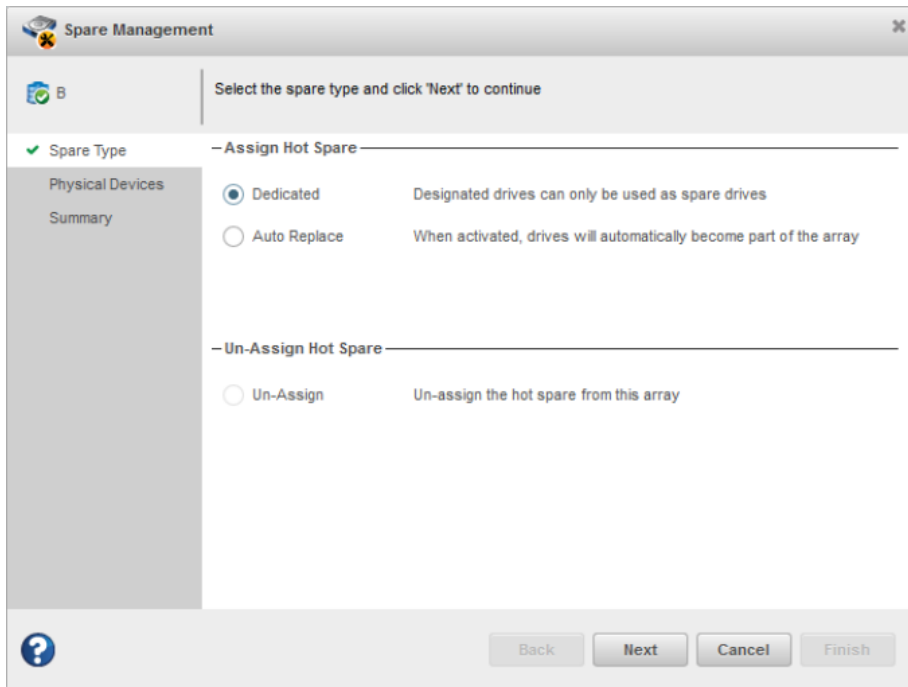 Spare Management
B
Select the spare type and click 'Next' to continue
Spare Type
Physical Devices
Summary
Assign Hot Spare
Dedicated Designated drives can only be used as spare drives
Auto Replace When activated, drives will automatically become part of the array
Un-Assign Hot Spare
Un-Assign Un-assign the hot spare from this array
? Back Next Cancel Finish